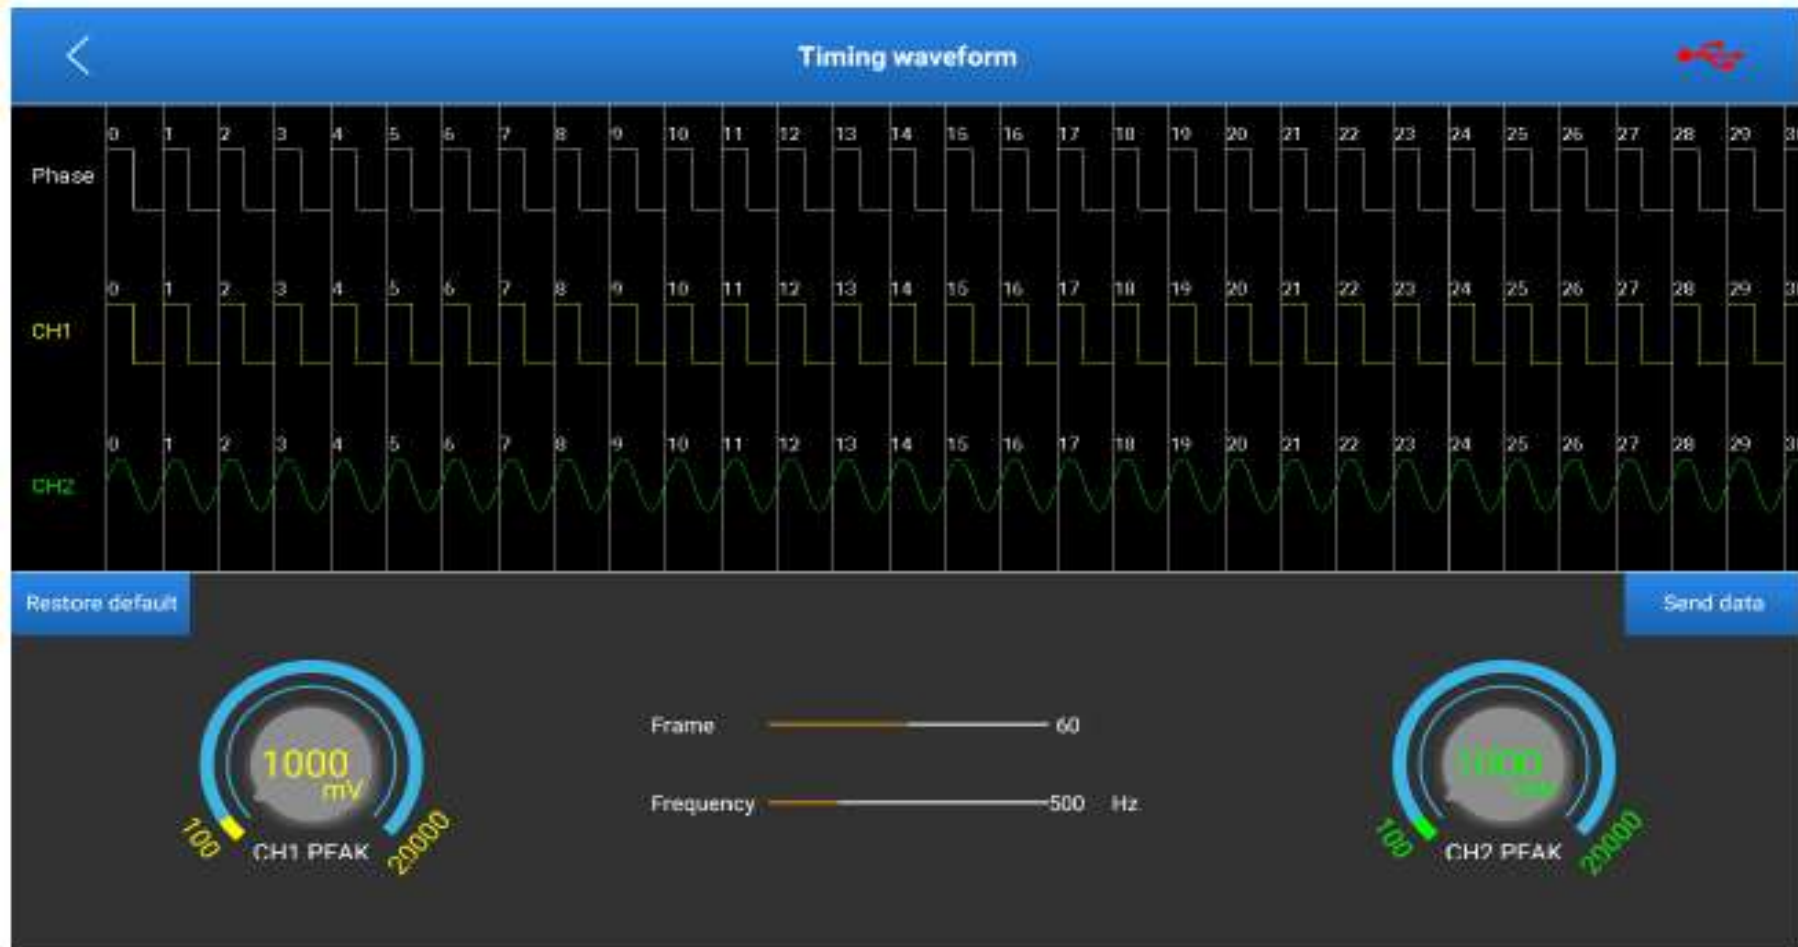 Timing waveform
0 1 2 3 4 5 6 7 8 9 10 11 12 13 14 15 16 17 18 19 20 21 22 23 24 25 26 27 28 29
Phase
0 1 2 3 4 5 6 7 8 9 10 11 12 13 14 15 16 17 18 19 20 21 22 23 24 25 26 27 28 29
CH1
0 1 2 3 4 5 6 7 8 9 10 11 12 13 14 15 16 17 18 19 20 21 22 23 24 25 26 27 28 29
CH2
Restore default
Send data
1000
mV
100
20000
CH1 PEAK
Frame 60
Frequency 500 Hz
1000
100
20000
CH2 PEAK